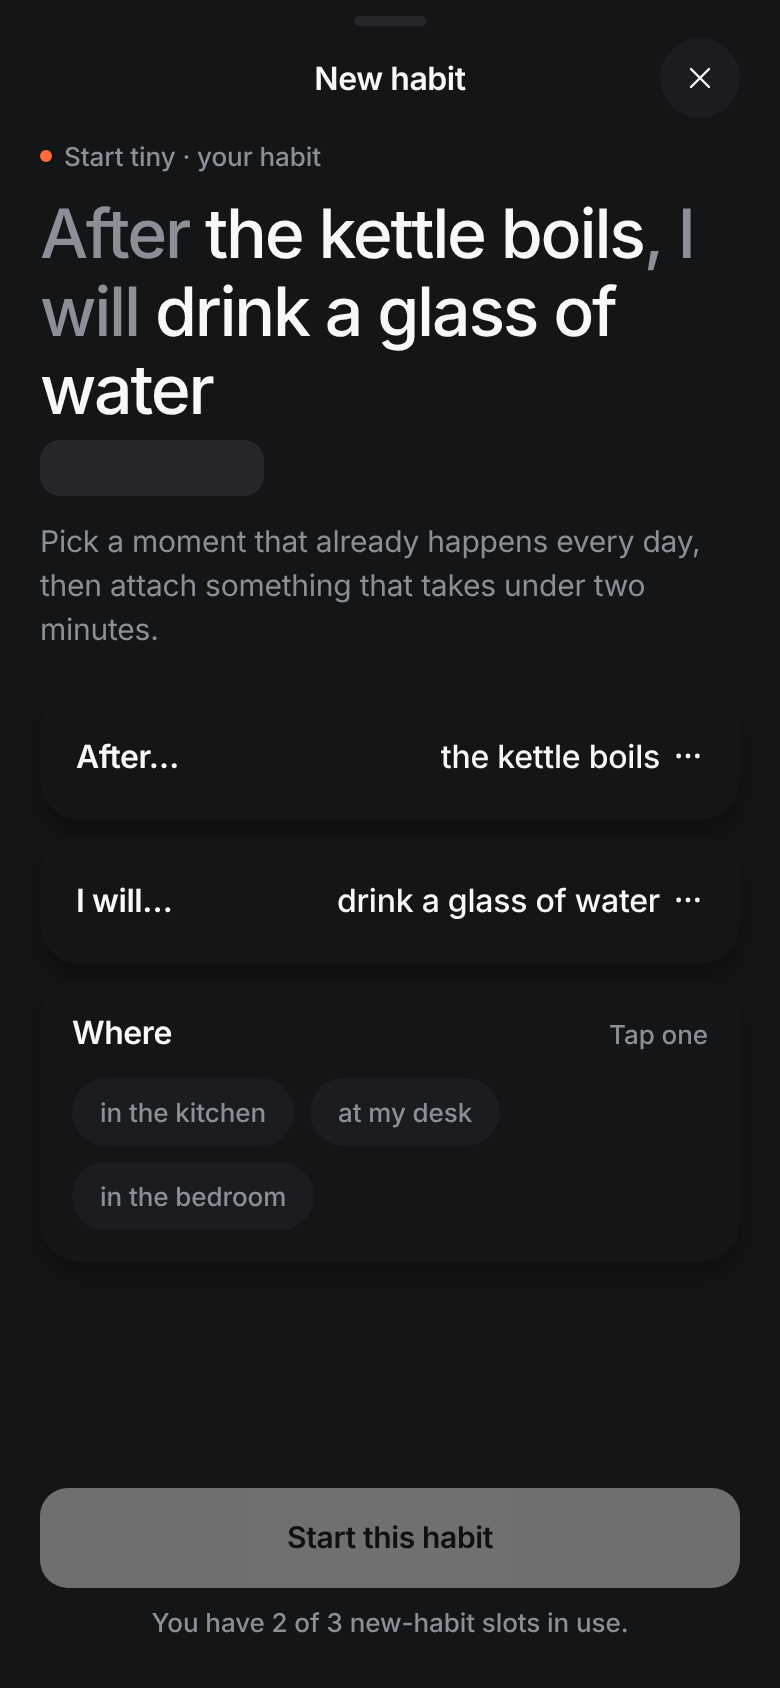 New habit
Start tiny · your habit
After the kettle boils, I
will drink a glass of
water
Pick a moment that already happens every day,
then attach something that takes under two
minutes.
After... the kettle boils ···
I will... drink a glass of water ···
Where Tap one
in the kitchen at my desk
in the bedroom
Start this habit
You have 2 of 3 new-habit slots in use.